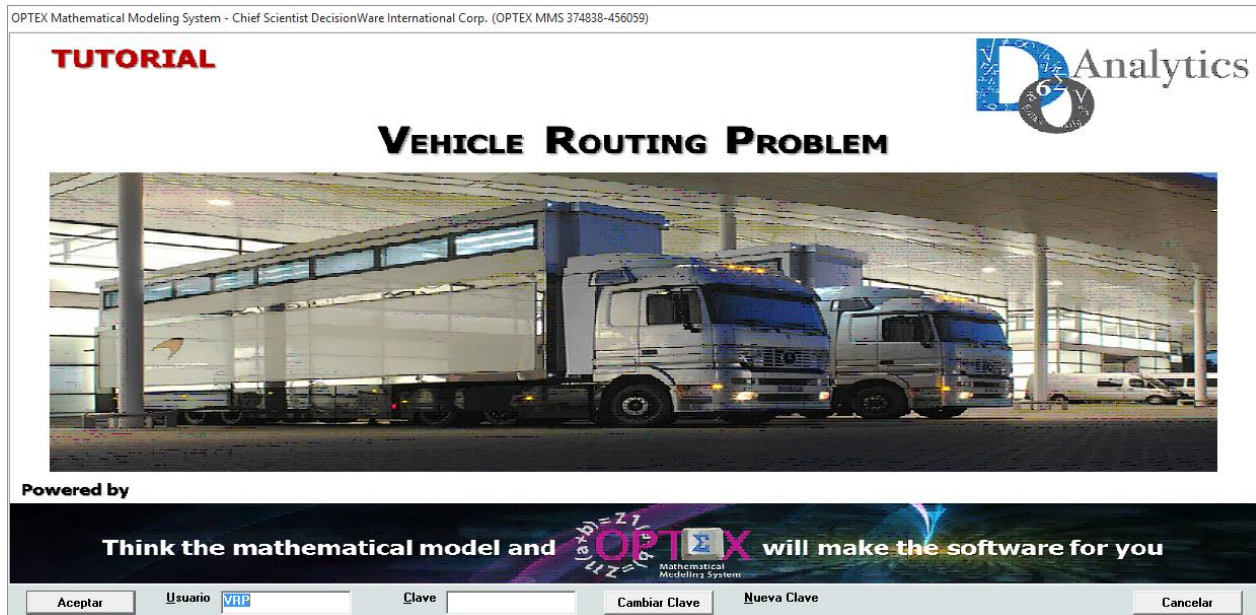 OPTEX Mathematical Modeling System - Chief Scientist DecisionWare International Corp. (OPTEX MMS 374838-456059)
TUTORIAL
DO Analytics
VEHICLE ROUTING PROBLEM
Powered by
Think the mathematical model and OPTEX will make the software for you
Mathematical
Modeling System
Aceptar Usuario VRP Clave Cambiar Clave Nueva Clave Cancelar